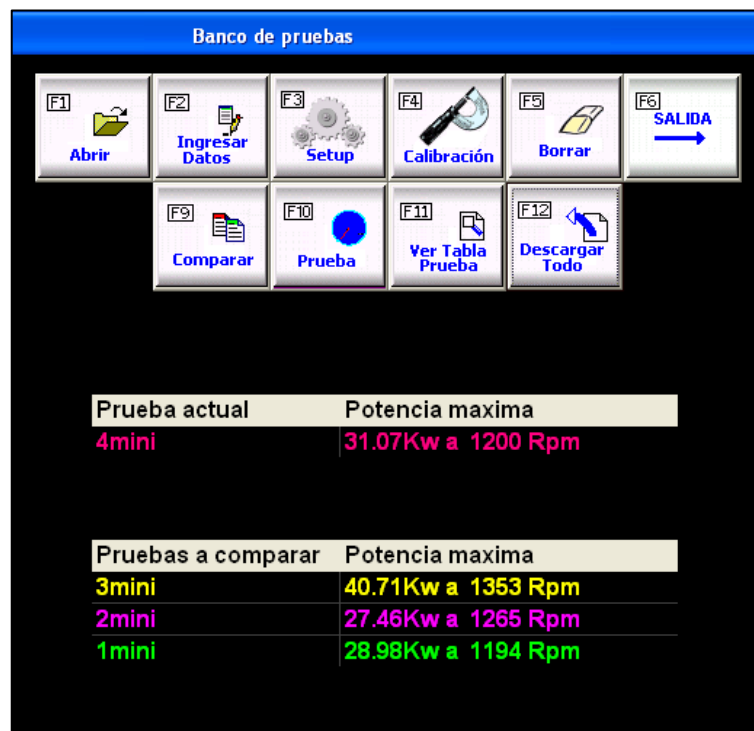 Banco de pruebas
F1
Abrir
F2
Ingresar
Datos
F3
Setup
F4
Calibración
F5
Borrar
F6
SALIDA
F9
Comparar
F10
Prueba
F11
Ver Tabla
Prueba
F12
Descargar
Todo
Prueba actual Potencia maxima
4mini 31.07Kw a 1200 Rpm
Pruebas a comparar Potencia maxima
3mini 40.71Kw a 1353 Rpm
2mini 27.46Kw a 1265 Rpm
1mini 28.98Kw a 1194 Rpm